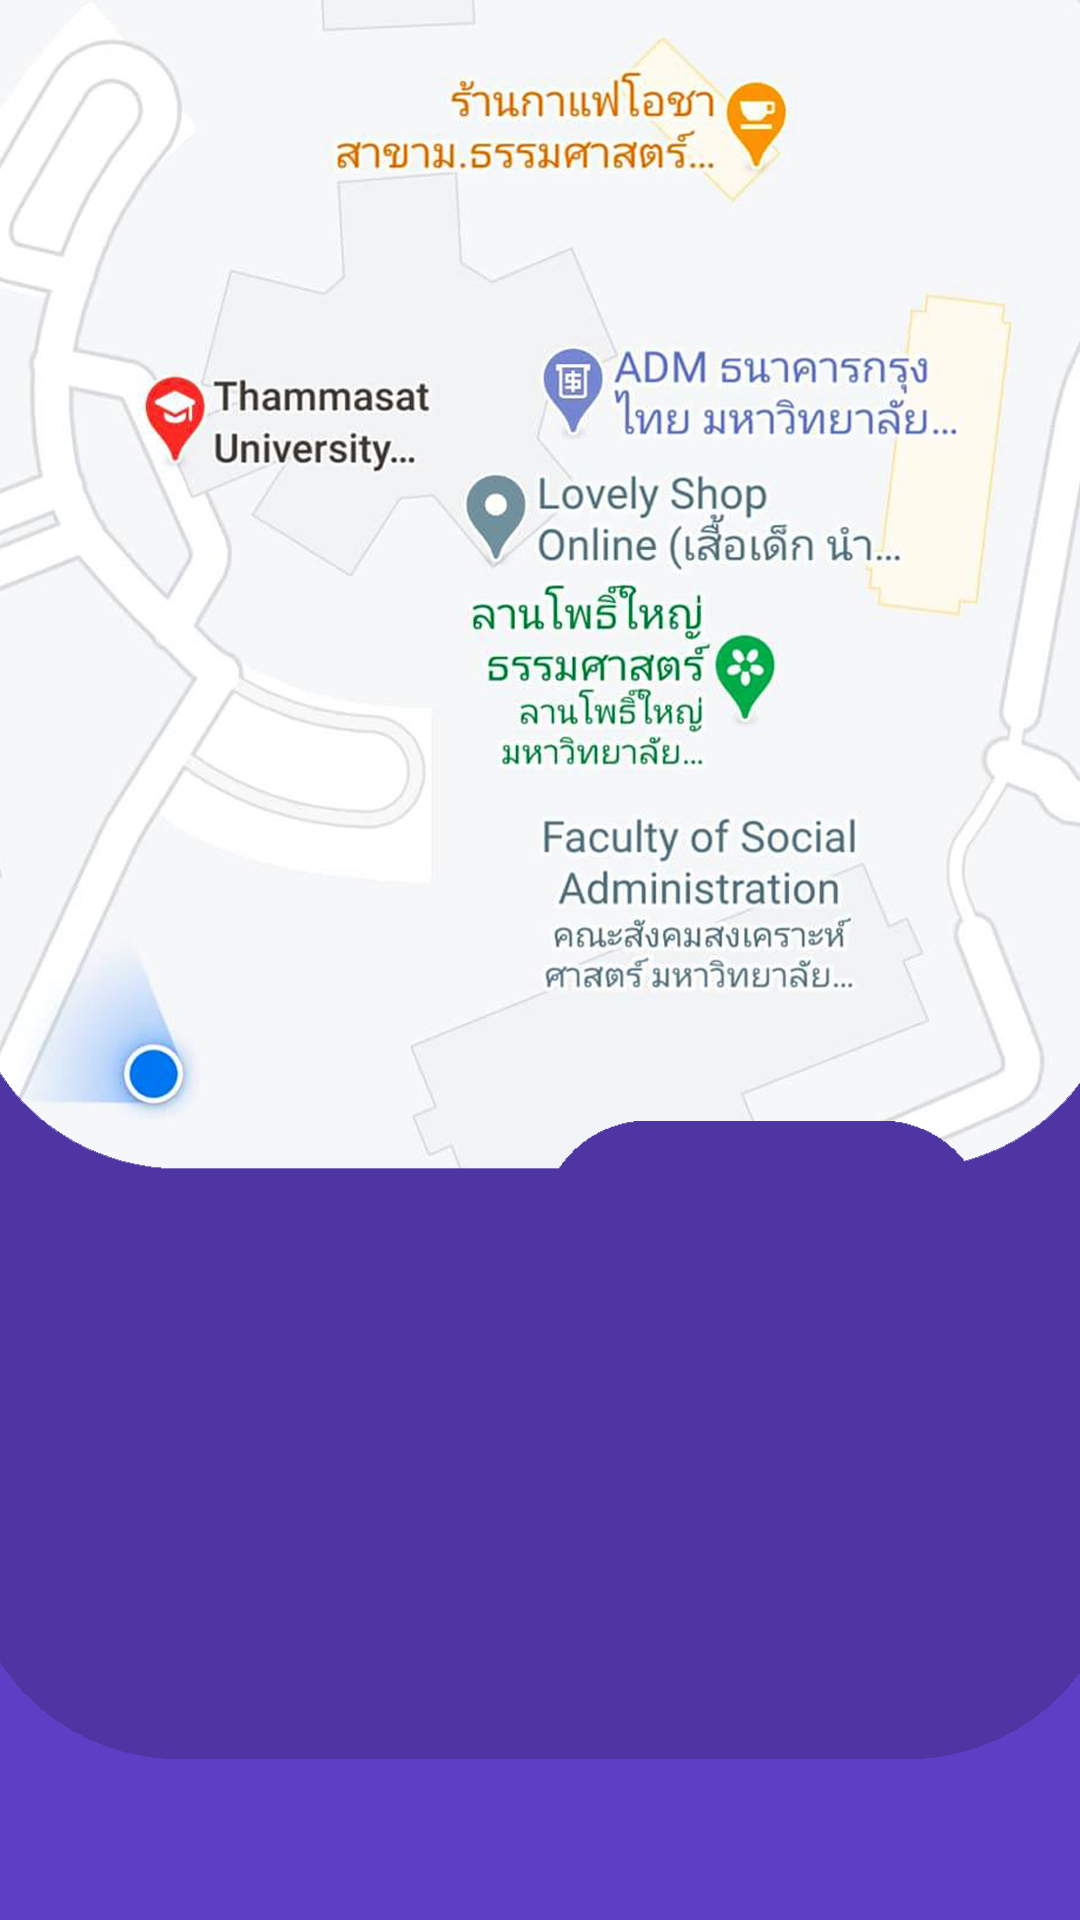 ร้านกาแฟโอชา
สาขาม.ธรรมศาสตร์...
Thammasat
University...
ADM ธนาคารกรุง
ไทย มหาวิทยาลัย...
Lovely Shop
Online (เสื้อเด็ก นำ...
ลานโพธิ์ใหญ่
ธรรมศาสตร์
ลานโพธิ์ใหญ่
มหาวิทยาลัย...
Faculty of Social
Administration
คณะสังคมสงเคราะห์
ศาสตร์ มหาวิทยาลัย...